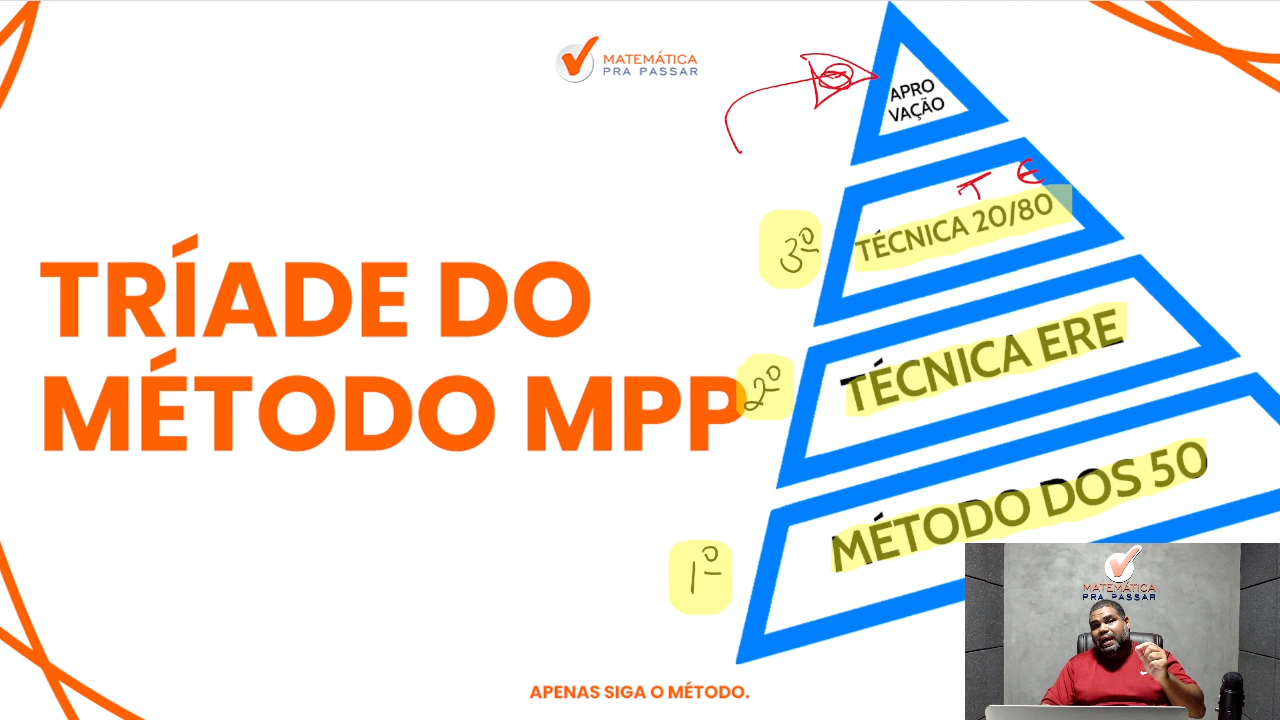 MATEMÁTICA
PRA PASSAR
APRO
VAÇÃO
T E
3º
TÉCNICA 20/80
TRÍADE DO
MÉTODO MPP
2º
TÉCNICA ERE
1º
MÉTODO DOS 50
MATEMÁTICA
PRA PASSAR
APENAS SIGA O MÉTODO.